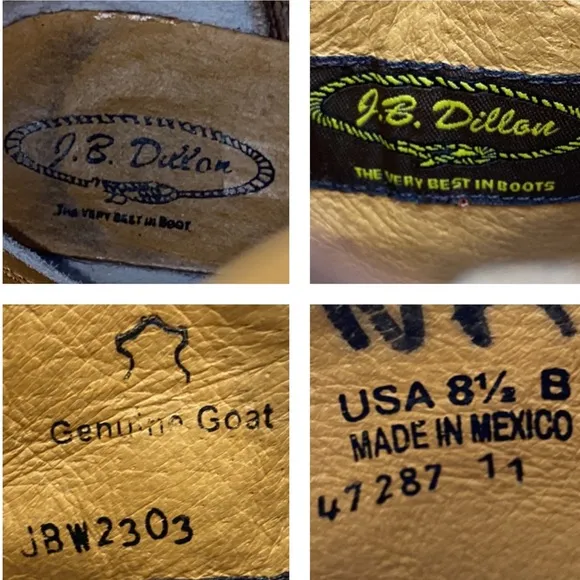 J.B. Dillon
THE VERY BEST IN BOOT
J.B. Dillon
THE VERY BEST IN BOOTS
Genuine Goat
JBW2303
USA 8½ B
MADE IN MEXICO
47287 11